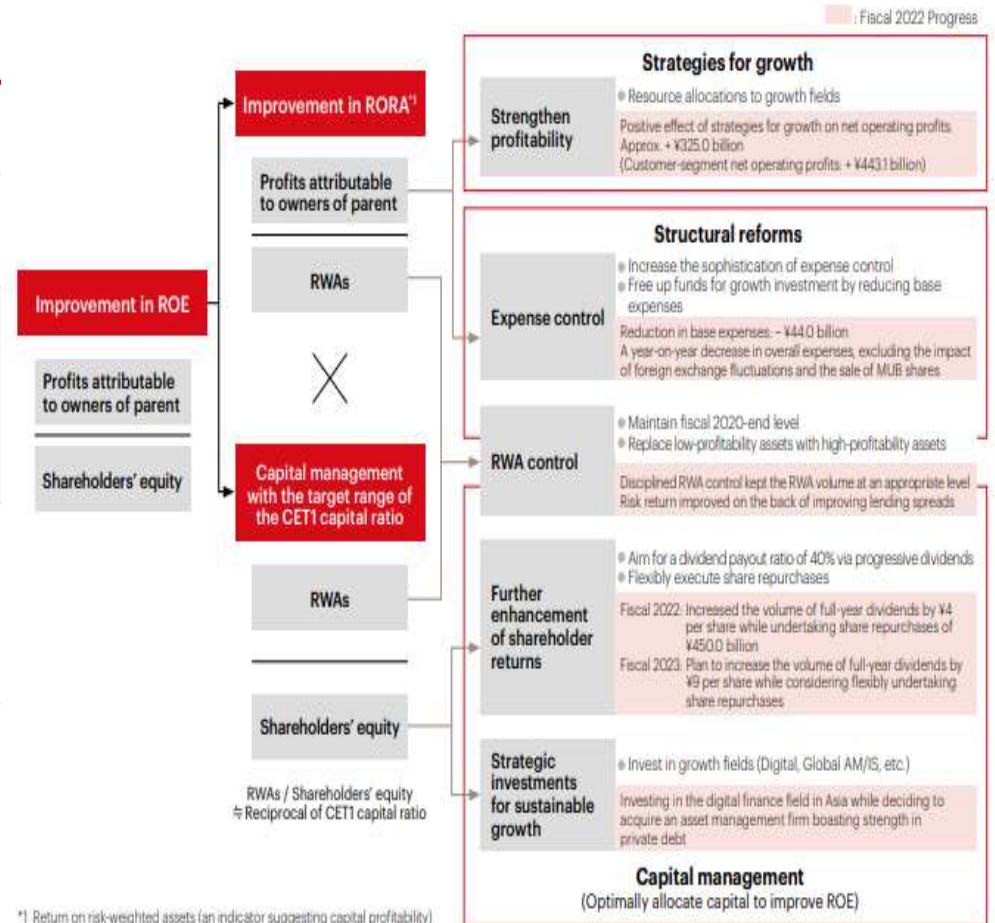 : Fiscal 2022 Progress
Improvement in ROE
Profits attributable
to owners of parent
Shareholders' equity
Improvement in RORA*1
Profits attributable
to owners of parent
RWAs
Capital management
with the target range of
the CET1 capital ratio
RWAs
Shareholders' equity
RWAs / Shareholders' equity
≒ Reciprocal of CET1 capital ratio
Strategies for growth
Strengthen
profitability
Resource allocations to growth fields
Positive effect of strategies for growth on net operating profits:
Approx. + ¥325.0 billion
(Customer-segment net operating profits: + ¥443.1 billion)
Structural reforms
Expense control
Increase the sophistication of expense control
Free up funds for growth investment by reducing base
expenses
Reduction in base expenses: – ¥44.0 billion
A year-on-year decrease in overall expenses, excluding the impact
of foreign exchange fluctuations and the sale of MUB shares
RWA control
Maintain fiscal 2020-end level
Replace low-profitability assets with high-profitability assets
Disciplined RWA control kept the RWA volume at an appropriate level
Risk return improved on the back of improving lending spreads
Further
enhancement
of shareholder
returns
Aim for a dividend payout ratio of 40% via progressive dividends
Flexibly execute share repurchases
Fiscal 2022: Increased the volume of full-year dividends by ¥4
per share while undertaking share repurchases of
¥450.0 billion
Fiscal 2023: Plan to increase the volume of full-year dividends by
¥9 per share while considering flexibly undertaking
share repurchases
Strategic
investments
for sustainable
growth
Invest in growth fields (Digital, Global AM/IS, etc.)
Investing in the digital finance field in Asia while deciding to
acquire an asset management firm boasting strength in
private debt
Capital management
(Optimally allocate capital to improve ROE)
*1 Return on risk-weighted assets (an indicator suggesting capital profitability)